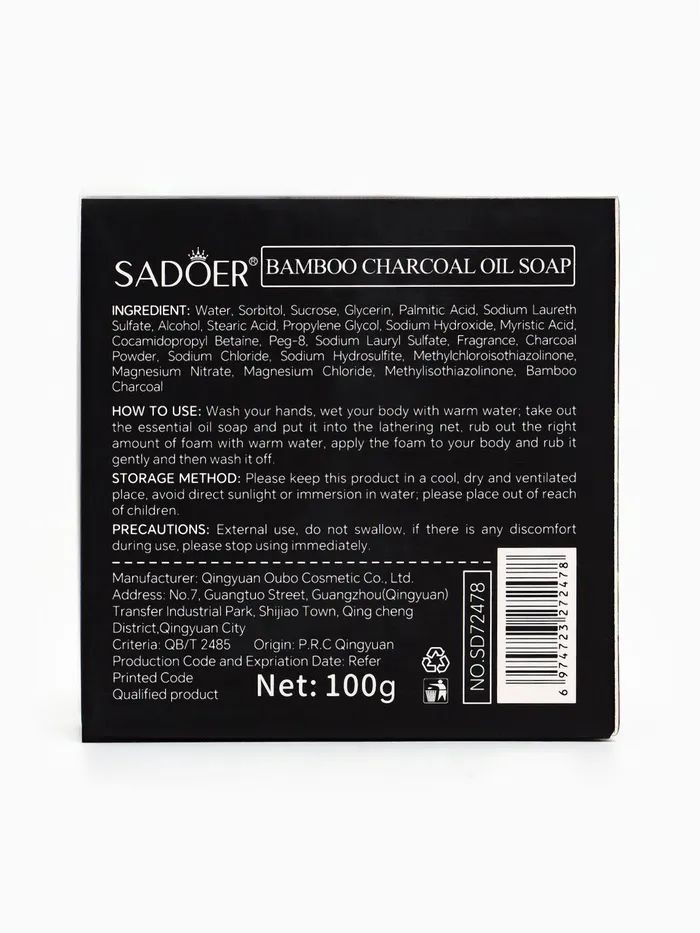 SADOER® BAMBOO CHARCOAL OIL SOAP
INGREDIENT: Water, Sorbitol, Sucrose, Glycerin, Palmitic Acid, Sodium Laureth
Sulfate, Alcohol, Stearic Acid, Propylene Glycol, Sodium Hydroxide, Myristic Acid,
Cocamidopropyl Betaine, Peg-8, Sodium Lauryl Sulfate, Fragrance, Charcoal
Powder, Sodium Chloride, Sodium Hydrosulfite, Methylchloroisothiazolinone,
Magnesium Nitrate, Magnesium Chloride, Methylisothiazolinone, Bamboo
Charcoal
HOW TO USE: Wash your hands, wet your body with warm water; take out
the essential oil soap and put it into the lathering net, rub out the right
amount of foam with warm water, apply the foam to your body and rub it
gently and then wash it off.
STORAGE METHOD: Please keep this product in a cool, dry and ventilated
place, avoid direct sunlight or immersion in water; please place out of reach
of children.
PRECAUTIONS: External use, do not swallow, if there is any discomfort
during use, please stop using immediately.
Manufacturer: Qingyuan Oubo Cosmetic Co., Ltd.
Address: No.7, Guangtuo Street, Guangzhou(Qingyuan)
Transfer Industrial Park, Shijiao Town, Qing cheng
District,Qingyuan City
Criteria: QB/T 2485 Origin: P.R.C Qingyuan
Production Code and Expriation Date: Refer
Printed Code
Qualified product
Net: 100g
NO.SD72478
6 974723 272478